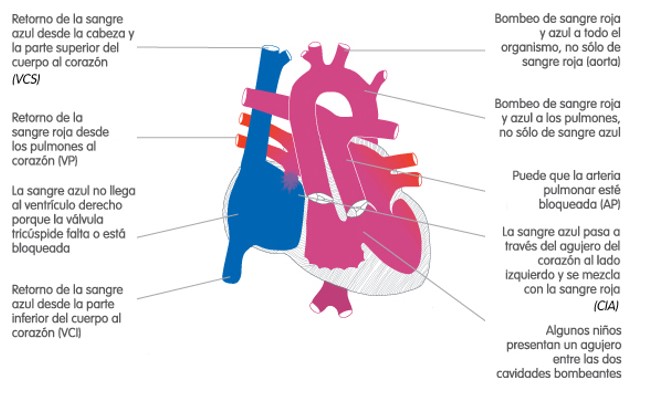 Retorno de la sangre
azul desde la cabeza y
la parte superior del
cuerpo al corazón
(VCS)
Retorno de la
sangre roja desde
los pulmones al
corazón (VP)
La sangre azul no llega
al ventrículo derecho
porque la válvula
tricúspide falta o está
bloqueada
Retorno de la sangre
azul desde la parte
inferior del cuerpo al
corazón (VCI)
Bombeo de sangre roja
y azul a todo el
organismo, no sólo de
sangre roja (aorta)
Bombeo de sangre roja
y azul a los pulmones,
no sólo de sangre azul
Puede que la arteria
pulmonar esté
bloqueada (AP)
La sangre azul pasa a
través del agujero del
corazón al lado
izquierdo y se mezcla
con la sangre roja
(CIA)
Algunos niños
presentan un agujero
entre las dos
cavidades bombeantes